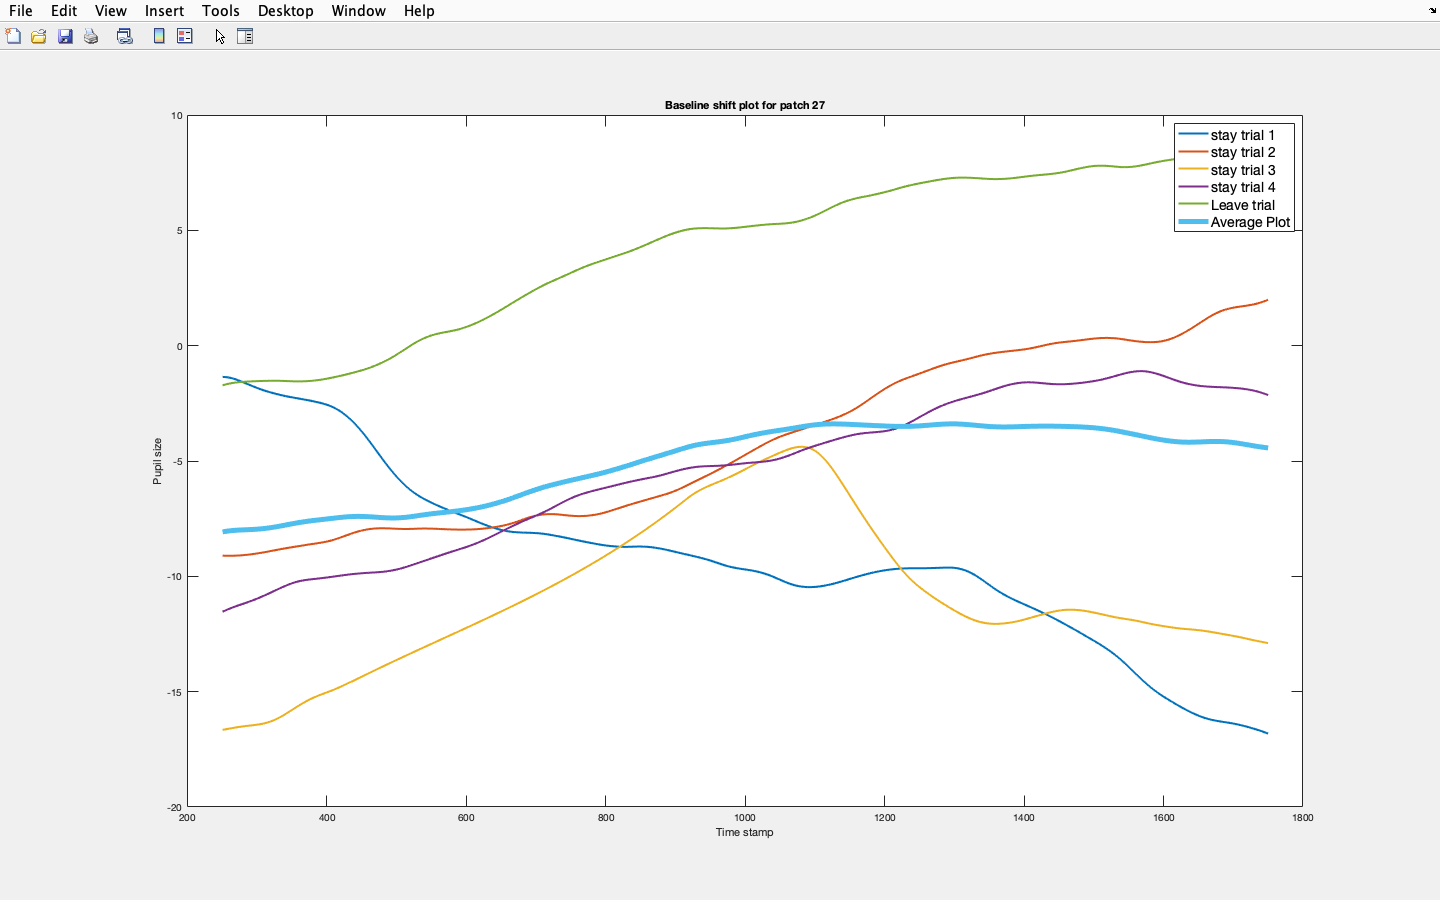 File Edit View Insert Tools Desktop Window Help
Baseline shift plot for patch 27
10
5
0
-5
-10
-15
-20
Pupil size
200 400 600 800 1000 1200 1400 1600 1800
Time stamp
stay trial 1
stay trial 2
stay trial 3
stay trial 4
Leave trial
Average Plot